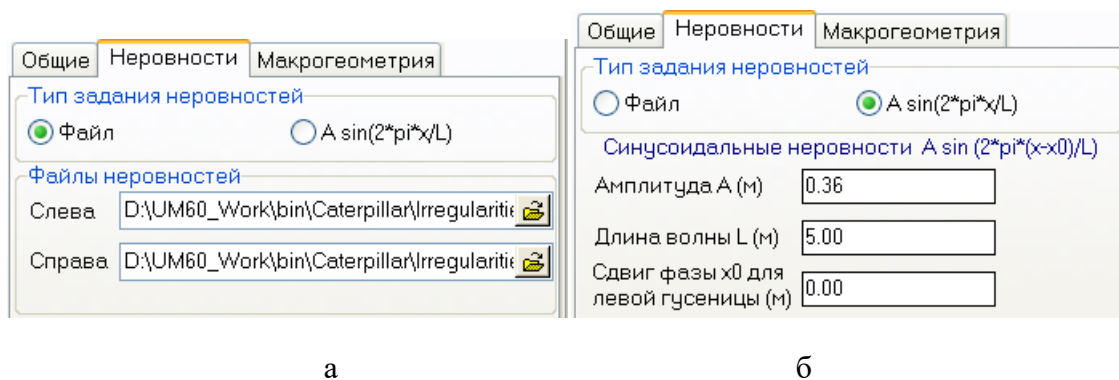 Общие Неровности Макрогеометрия
Тип задания неровностей
Файл A sin(2*pi*x/L)
Файлы неровностей
Слева D:\UM60_Work\bin\Caterpillar\Irregularitie
Справа D:\UM60_Work\bin\Caterpillar\Irregularitie
а
Общие Неровности Макрогеометрия
Тип задания неровностей
Файл A sin(2*pi*x/L)
Синусоидальные неровности A sin (2*pi*(x-x0)/L)
Амплитуда A (м) 0.36
Длина волны L (м) 5.00
Сдвиг фазы x0 для
левой гусеницы (м) 0.00
б